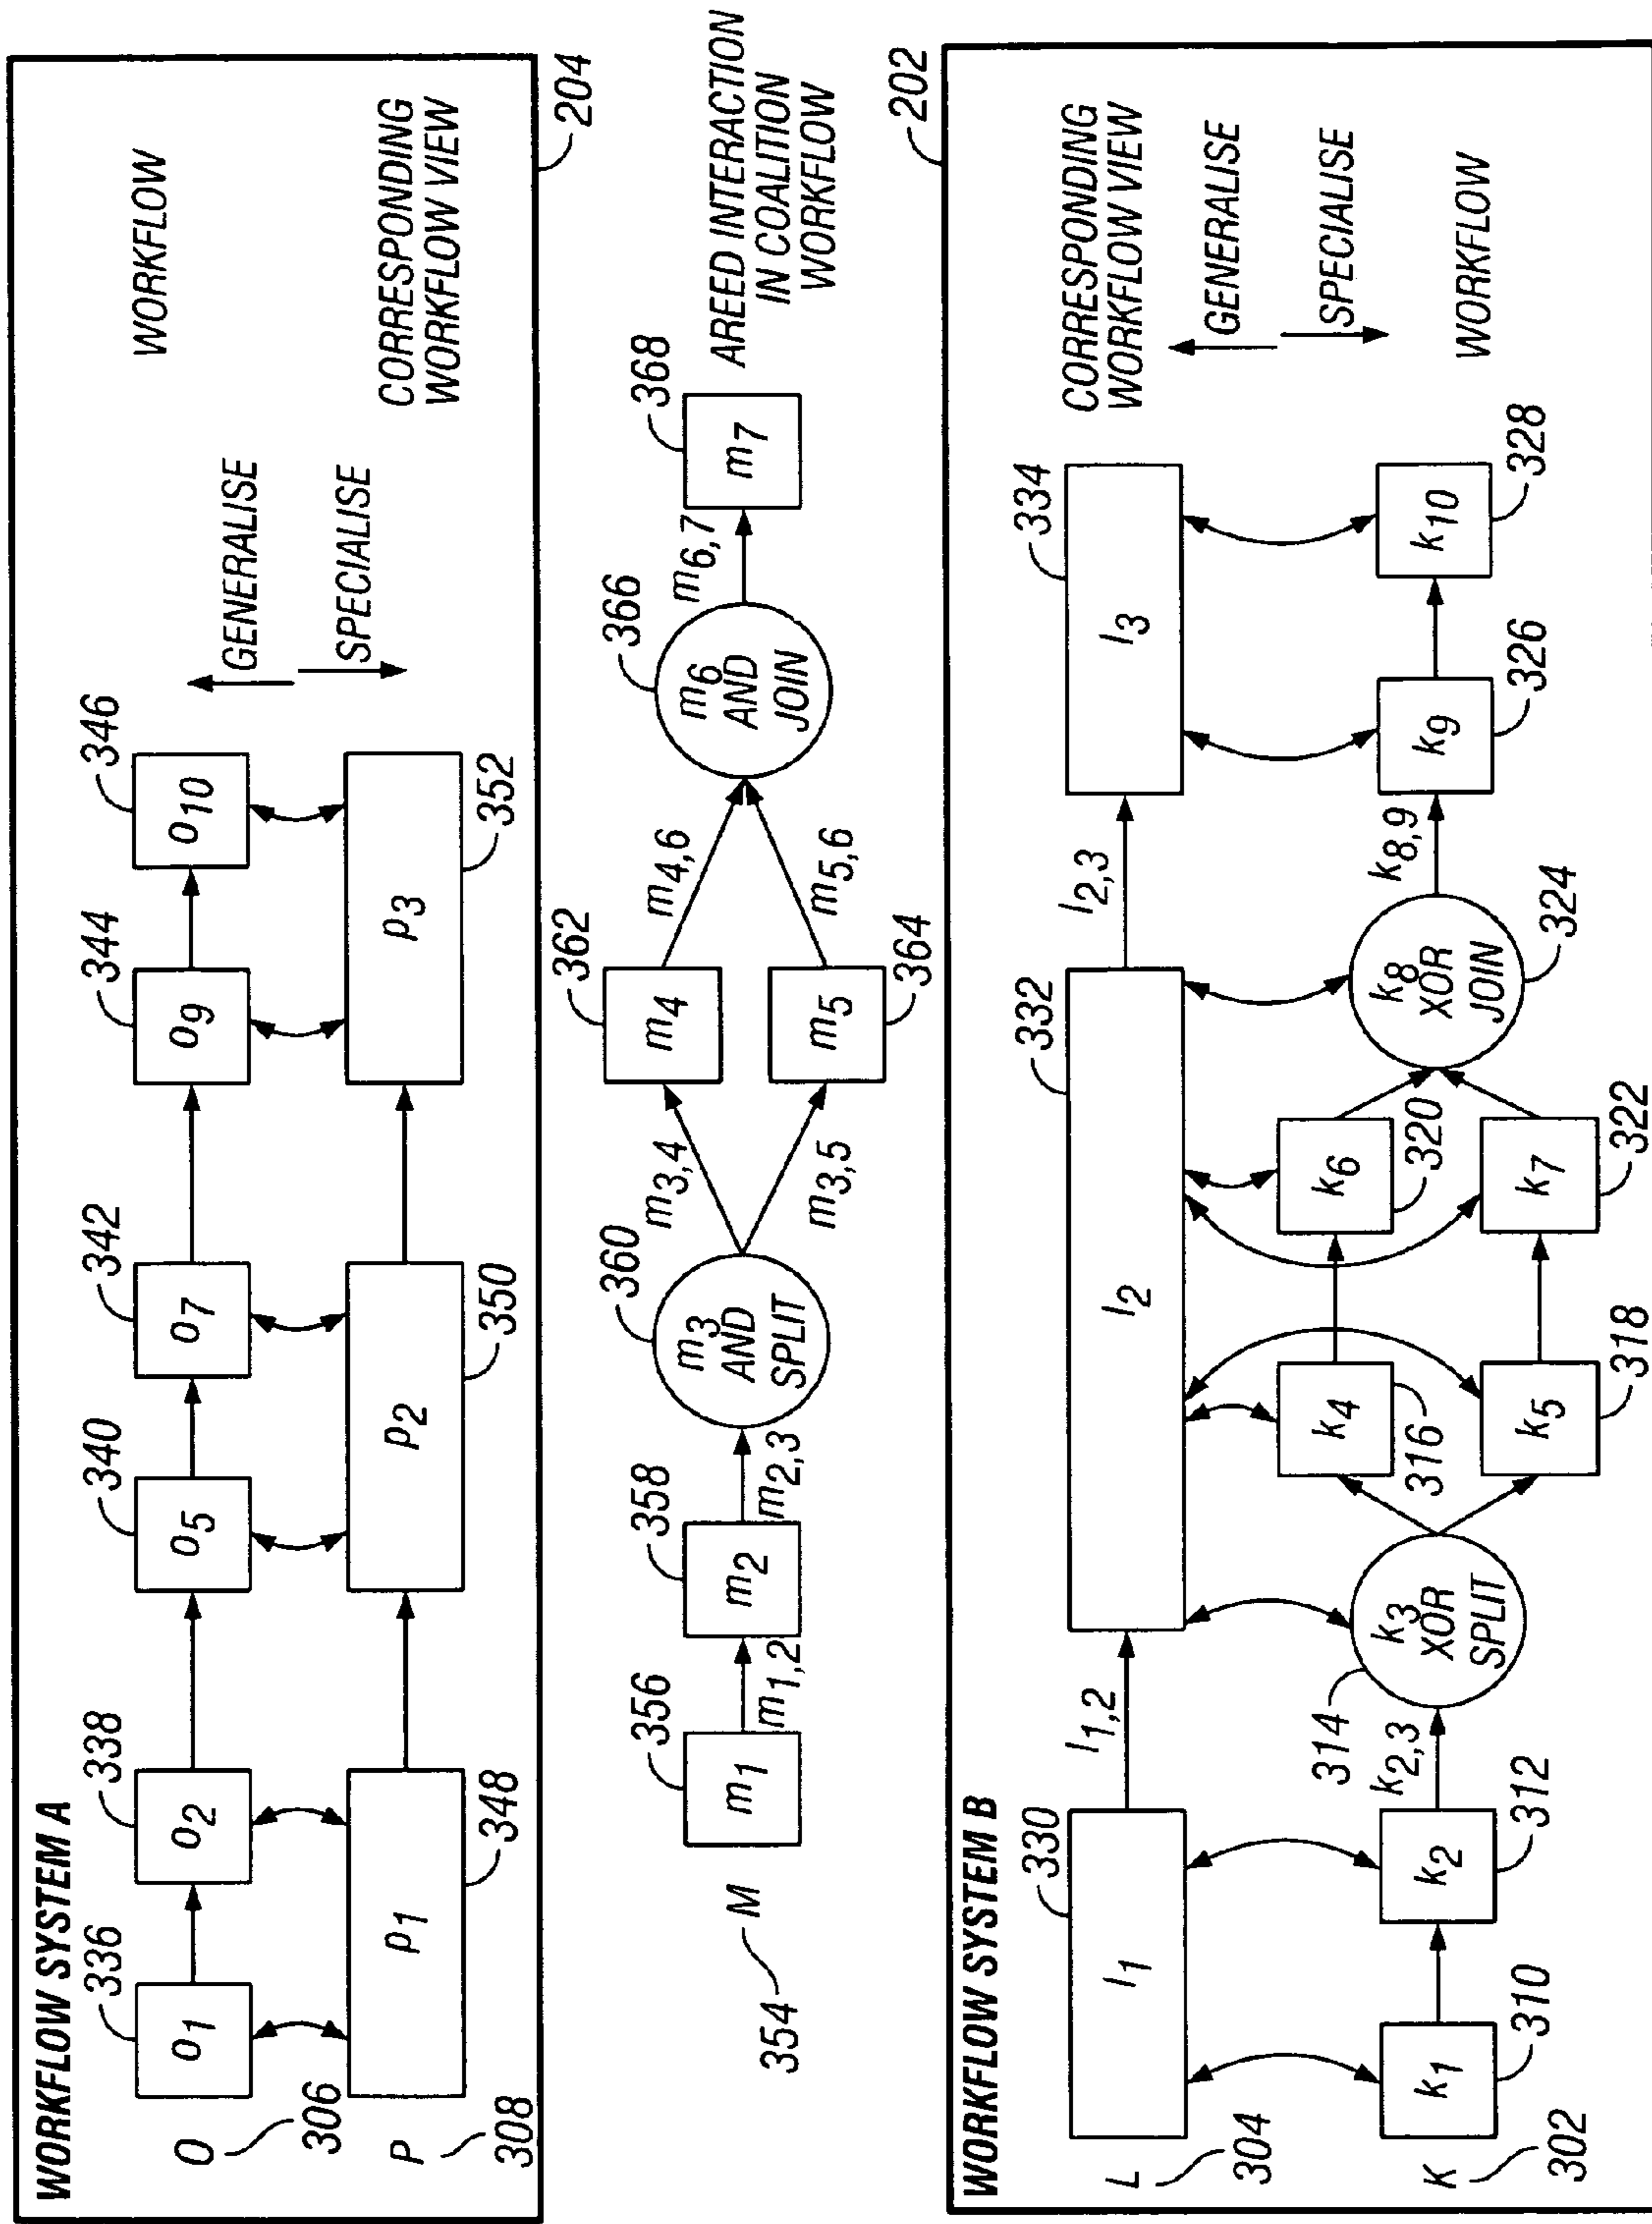 WORKFLOW SYSTEM A
336
338
340
342
344
346
o1
o2
o5
o7
o9
o10
WORKFLOW
O
306
GENERALISE
SPECIALISE
P
308
p1
p2
p3
348
350
352
CORRESPONDING
WORKFLOW VIEW
204
354
M
356
m1
m1,2
358
m2
m2,3
360
m3
AND
SPLIT
m3,4
m3,5
362
m4
m5
364
m4,6
m5,6
366
m6
AND
JOIN
m6,7
368
m7
AREED INTERACTION
IN COALITION
WORKFLOW
202
WORKFLOW SYSTEM B
330
332
334
L
304
l1
l1,2
l2
l2,3
l3
CORRESPONDING
WORKFLOW VIEW
GENERALISE
SPECIALISE
K
302
k1
310
k2
312
k2,3
314
k3
XOR
SPLIT
k4
316
k5
318
k6
320
k7
322
k8
XOR
JOIN
324
k8,9
k9
326
k10
328
WORKFLOW